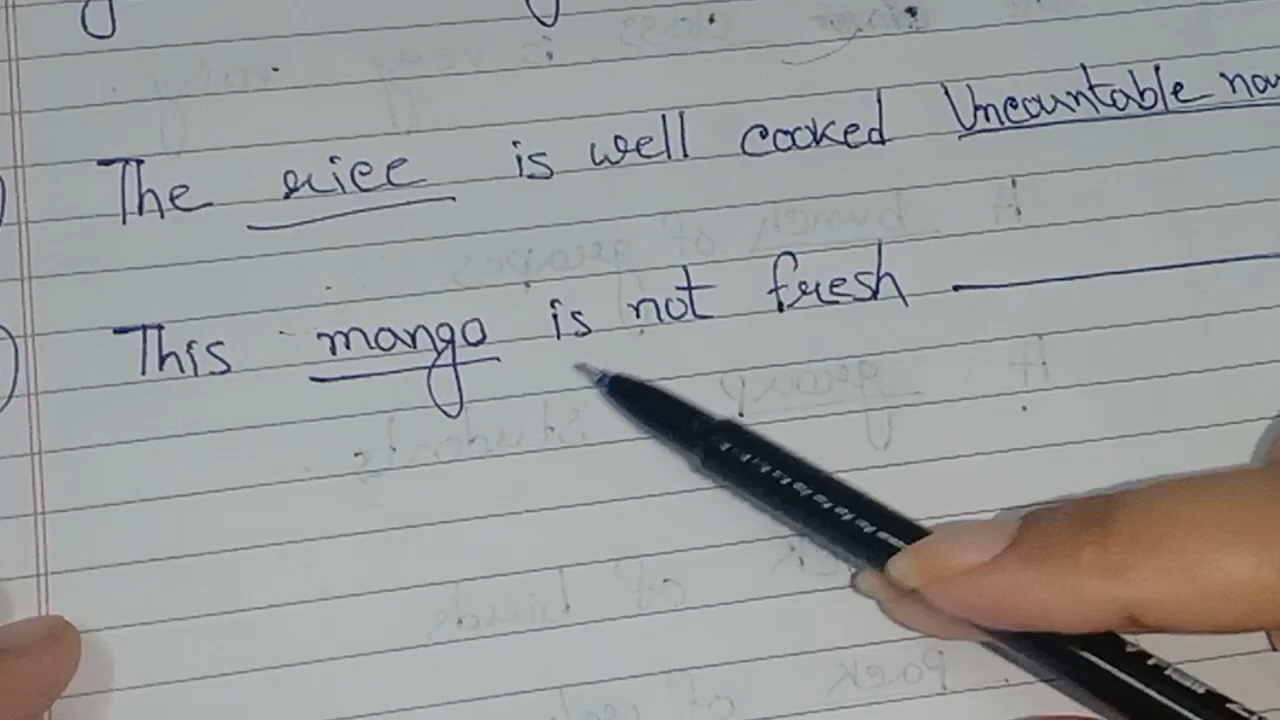 The rice is well cooked Uncountable nou
This mango is not fresh